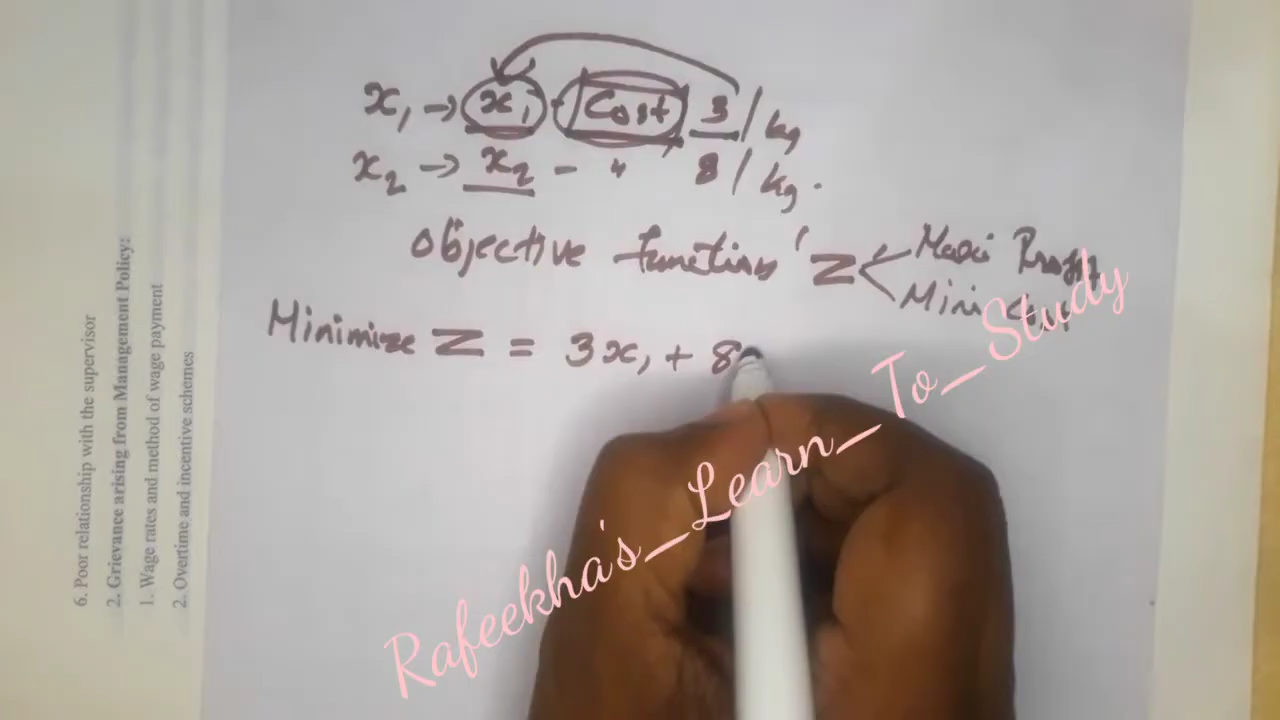 x₁ → x₁ - Cost 3/kg
x₂ → x₂ - " 8/kg.
Objective function 'Z
Maxi Profit
Mini Cost
Minimize Z = 3x₁ + 8
Rafeekha's_Learn_To_Study
6. Poor relationship with the supervisor
2. Grievance arising from Management Policy:
1. Wage rates and method of wage payment
2. Overtime and incentive schemes